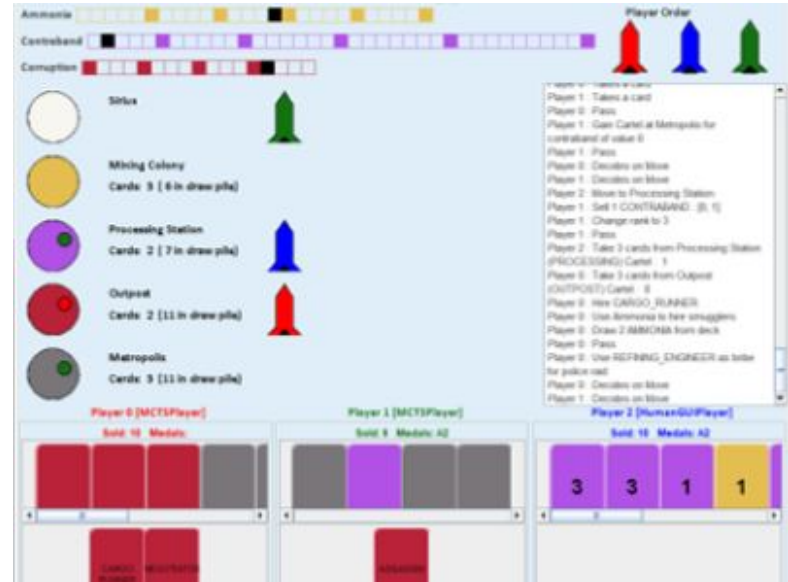 Ammonia
Contraband
Corruption
Player Order
Sirius
Mining Colony
Cards: 3 ( 6 in draw pile)
Processing Station
Cards: 2 ( 7 in draw pile)
Outpost
Cards: 2 (11 in draw pile)
Metropolis
Cards: 5 (11 in draw pile)
Player 1 : Takes a card
Player 0 : Pass
Player 1 : Gain Cartel at Metropolis for
contraband of value 6
Player 1 : Pass
Player 0 : Decides on Move
Player 1 : Decides on Move
Player 2 : Move to Processing Station
Player 1 : Sell 1 CONTRABAND : [0, 1]
Player 1 : Change rank to 3
Player 1 : Pass
Player 2 : Take 3 cards from Processing Station
(PROCESSING) Cartel 1
Player 0 : Take 3 cards from Outpost
(OUTPOST) Cartel
Player 0 : Hire CARGO_RUNNER
Player 0 : Use Ammonia to hire smugglers
Player 0 : Draw 2 AMMONIA from deck
Player 0 : Pass
Player 0 : Use REFINING_ENGINEER as bribe
for police raid
Player 0 : Decides on Move
Player 1 : Decides on Move
Player 0 [MCTSPlayer]
Player 1 [MCTSPlayer]
Player 2 [HumanGUIPlayer]
Sold: 10 Medals:
Sold: 9 Medals: A2
Sold: 10 Medals: A2
3 3 1 1
CARGO
RUNNER
NEGOTIATOR
ASSASSIN